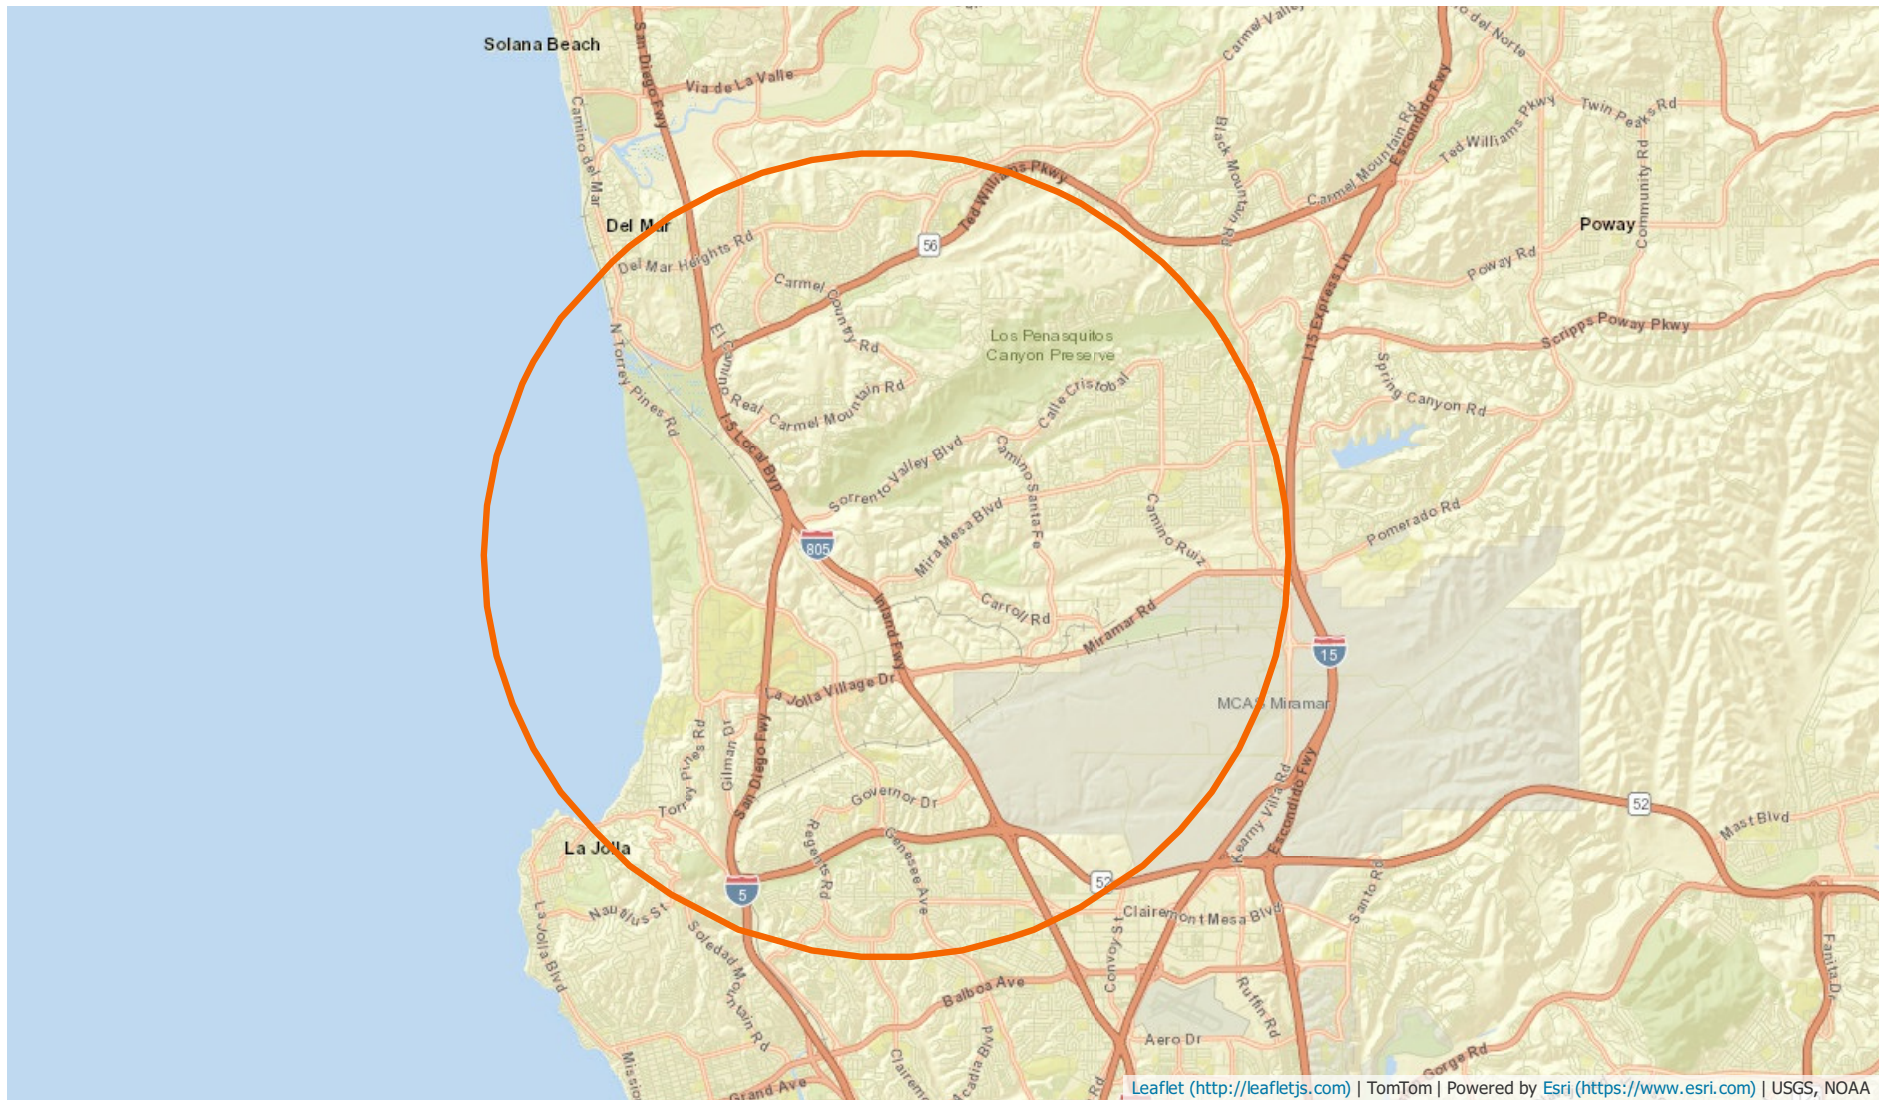 Solana Beach
San Diego Fwy
Via de La Valle
Camino del Mar
Carmel Valley
o del Norte
Escondido Fwy
Twin Peaks Rd
Ted Williams Pkwy
Black Mountain Rd
Carmel Mountain Rd
Community Rd
Ted Williams Pkwy
Del Mar
Poway
56
Del Mar Heights Rd
Poway Rd
Carmel Country Rd
I-15 Express Ln
Los Penasquitos
Canyon Preserve
Scripps Poway Pkwy
N Torrey Pines Rd
El Camino Real
Carmel Mountain Rd
Calle Cristobal
Spring Canyon Rd
I-5 Local Byp
Sorrento Valley Blvd
Camino Santa Fe
Mira Mesa Blvd
Camino Ruiz
Pomerado Rd
805
Inland Fwy
Carroll Rd
Miramar Rd
15
La Jolla Village Dr
MCAS Miramar
Torrey Pines Rd
Gilman Dr
San Diego Fwy
Governor Dr
Kearny Villa Rd
Escondido Fwy
52
Mast Blvd
La Jolla
Regents Rd
Genesee Ave
5
52
Santo Rd
Nautilus St
La Jolla Blvd
Clairemont Mesa Blvd
Soledad Mountain Rd
Convoy St
Balboa Ave
Ruffin Rd
Fanita Dr
Aero Dr
Missio
Clairem
Acadia Blvd
Gorge Rd
Grand Ave
Rd
Leaflet (http://leafletjs.com) | TomTom | Powered by Esri (https://www.esri.com) | USGS, NOAA